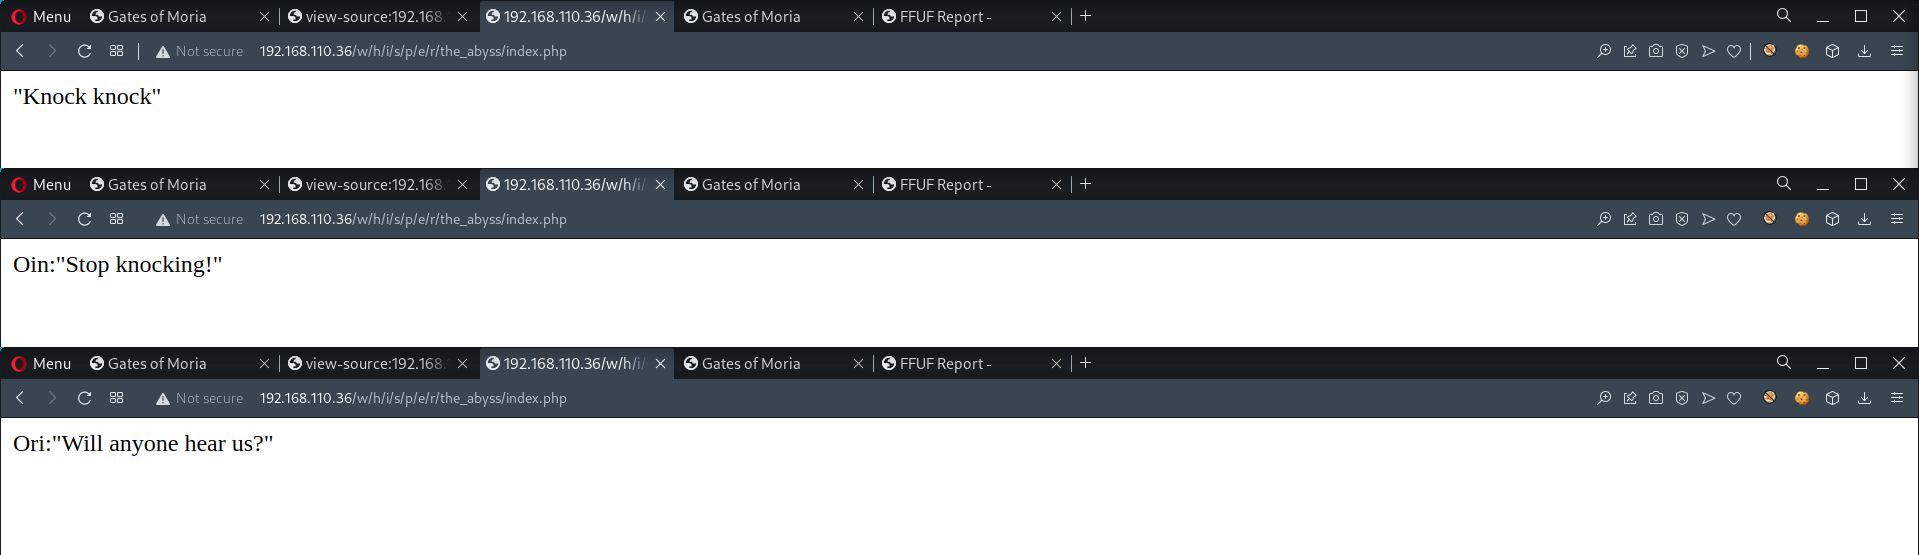 Menu Gates of Moria view-source:192.168. 192.168.110.36/w/h/i/ Gates of Moria FFUF Report -
Not secure 192.168.110.36/w/h/i/s/p/e/r/the_abyss/index.php
"Knock knock"
Menu Gates of Moria view-source:192.168. 192.168.110.36/w/h/i/ Gates of Moria FFUF Report -
Not secure 192.168.110.36/w/h/i/s/p/e/r/the_abyss/index.php
Oin:"Stop knocking!"
Menu Gates of Moria view-source:192.168. 192.168.110.36/w/h/i/ Gates of Moria FFUF Report -
Not secure 192.168.110.36/w/h/i/s/p/e/r/the_abyss/index.php
Ori:"Will anyone hear us?"